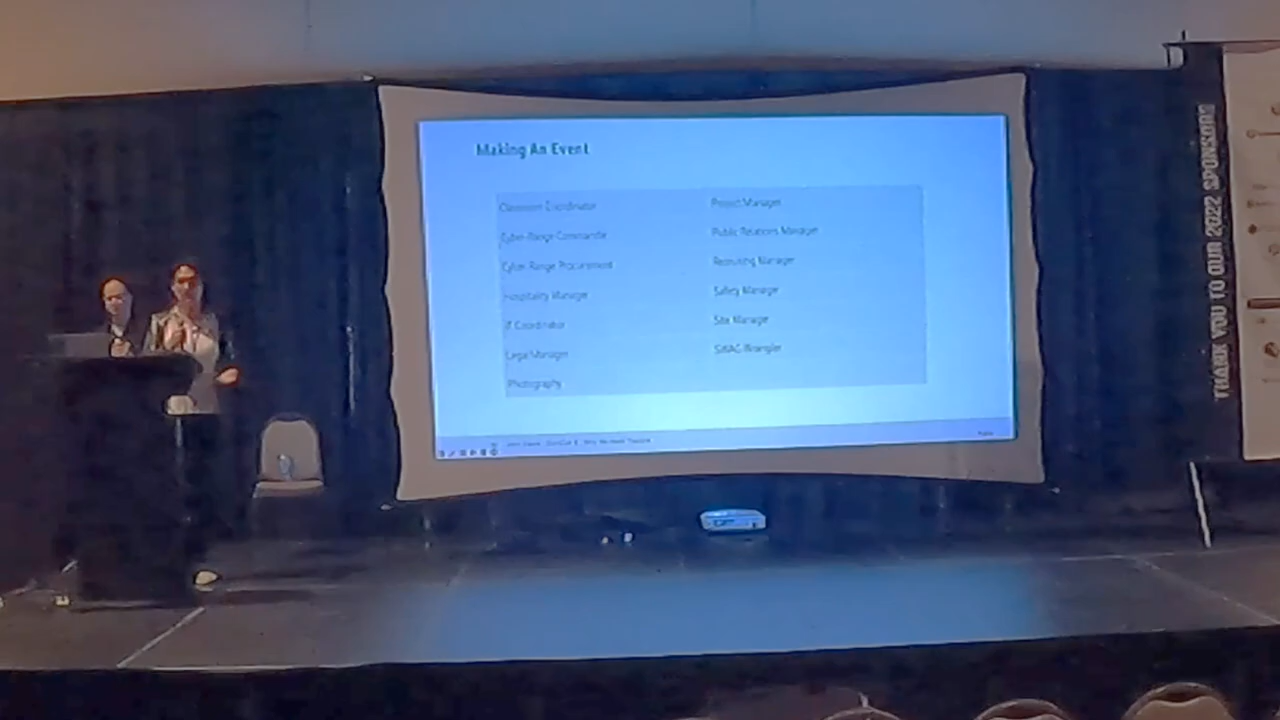 Making An Event
Classroom Coordinator
Cyber-Range Commander
Cyber Range Procurement
Hospitality Manager
IT Coordinator
Legal Manager
Photography
Project Manager
Public Relations Manager
Recruiting Manager
Safety Manager
Site Manager
SWAG Wrangler
THANK YOU TO OUR 2022 SPONSORS